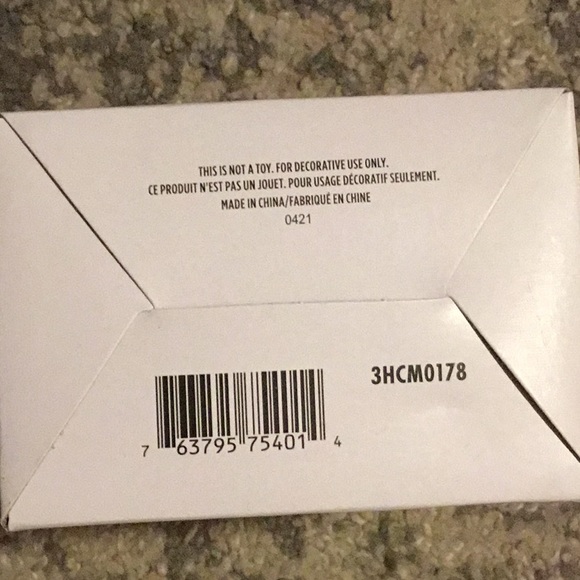 THIS IS NOT A TOY. FOR DECORATIVE USE ONLY.
CE PRODUIT N'EST PAS UN JOUET. POUR USAGE DÉCORATIF SEULEMENT.
MADE IN CHINA/FABRIQUÉ EN CHINE
0421
3HCM0178
7 63795 75401 4